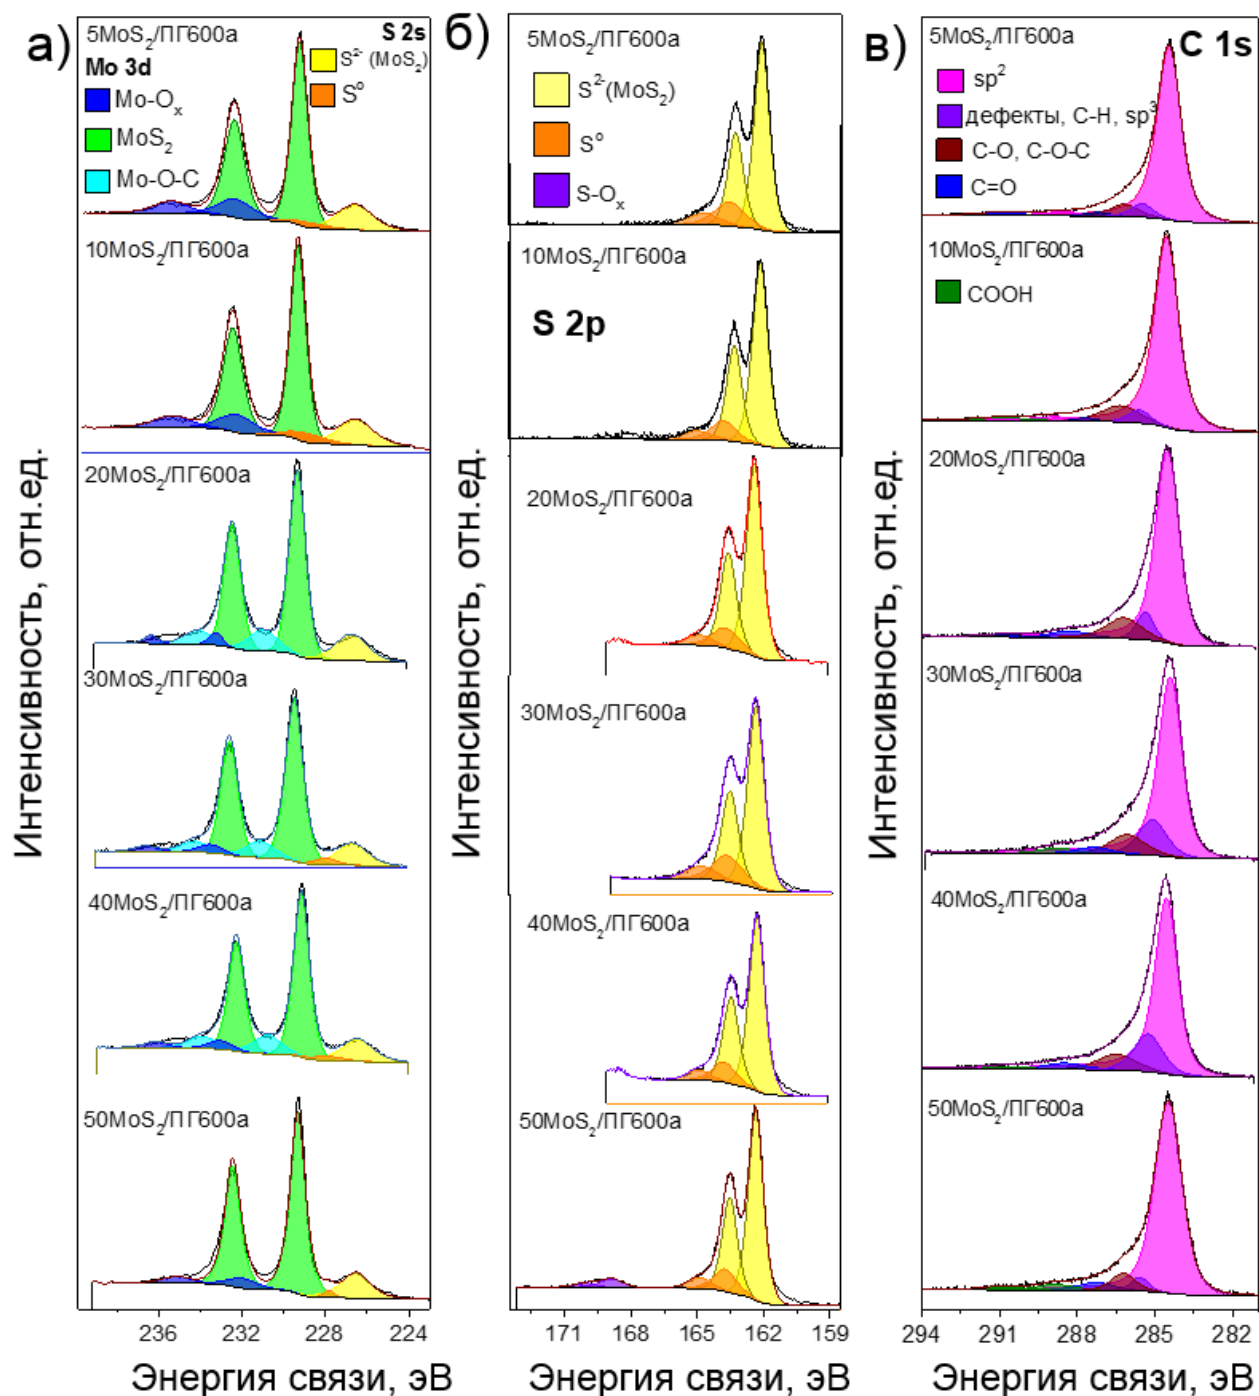 а)
5MoS₂/ПГ600а
S 2s
Mo 3d
S²⁻ (MoS₂)
S⁰
Mo-Oₓ
MoS₂
Mo-O-C
10MoS₂/ПГ600а
20MoS₂/ПГ600а
30MoS₂/ПГ600а
40MoS₂/ПГ600а
50MoS₂/ПГ600а
Интенсивность, отн.ед.
236 232 228 224
Энергия связи, эВ
б)
5MoS₂/ПГ600а
S²⁻(MoS₂)
S⁰
S-Oₓ
10MoS₂/ПГ600а
S 2p
20MoS₂/ПГ600а
30MoS₂/ПГ600а
40MoS₂/ПГ600а
50MoS₂/ПГ600а
Интенсивность, отн.ед.
171 168 165 162 159
Энергия связи, эВ
в)
C 1s
5MoS₂/ПГ600а
sp²
дефекты, C-H, sp³
C-O, C-O-C
C=O
10MoS₂/ПГ600а
COOH
20MoS₂/ПГ600а
30MoS₂/ПГ600а
40MoS₂/ПГ600а
50MoS₂/ПГ600а
Интенсивность, отн.ед.
294 291 288 285 282
Энергия связи, эВ